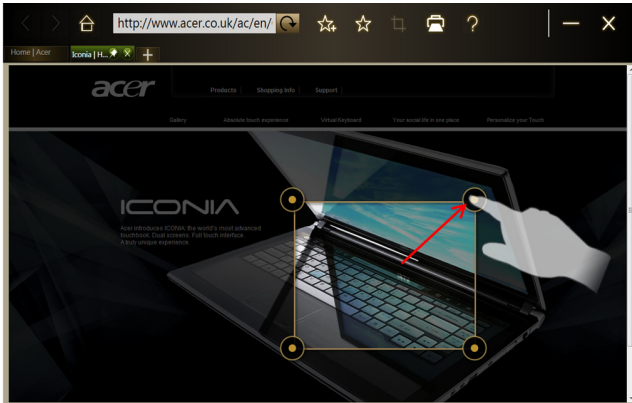 http://www.acer.co.uk/ac/en/
?
Home | Acer
Iconia | H...
acer
Products
Shopping Info
Support
Gallery
Absolute touch experience
Virtual Keyboard
Your social life in one place
Personalize your Touch
ICONIA
Acer introduces ICONIA, the world's most advanced
touchbook. Dual screens. Full touch interface.
A truly unique experience.